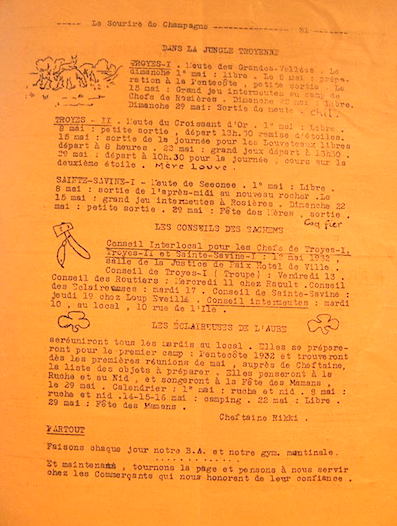 Le Sourire de Champagne 31
DANS LA JUNGLE TROYENNE
TROYES-I . Meute des Grandes-Vallées . Le
dimanche 1° mai : libre . Le 8 mai : prépa-
ration à la Pentecôte , petite sortie . Le
15 mai : Grand jeu intermeutes au camp de
Chefs de Rosières . Dimanche 22 mai : libre.
Dimanche 29 mai: Sortie de meute . Chil.
TROYES - II . Meute du Croissant d'Or . 1° mai : Libre .
8 mai : petite sortie , départ 13h.30 remise d'étoiles.
15 mai : sortie de la journée pour les Louveteaux libres
départ à 8 heures . 22 mai : grand jeu départ à 13h30 .
29 mai : départ à 10h.30 pour la journée , cours sur la
deuxième étoile . Mère Louve.
SAINTE-SAVINE-I - Meute de Seeonee . 1° mai : Libre .
8 mai : sortie de l'après-midi au nouveau rocher .Le
15 mai : grand jeu intermeutes à Rosières . Dimanche 22
mai : petite sortie . 29 mai : Fête des Mères , sortie .
Coq fier
LES CONSEILS DES SACHEMS
Conseil Interlocal pour les Chefs de Troyes-I.
Troyes-II et Sainte-Savine-I : 1° mai 1932 .
salle de la Justice de Paix Hotel de Ville .
Conseil de Troyes-I ( Troupe) : Vendredi 13 .
Conseil des Routiers : Mercredi 11 chez Raoult .Conseil
des Eclaireuses : mardi 17 . Conseil de Sainte-Savine :
jeudi 19 chez Loup Eveillé . Conseil intermeutes : mardi
10 . au local , 10 rue de l'Ile .
LES ÉCLAIREUSES DE L'AUBE
seréuniront tous les mardis au local . Elles se prépare-
ront pour le premier camp : Pentecôte 1932 et trouveront
dès les premières réunions de mai , auprès de Cheftaine,
la liste des objets à préparer . Elles penseront à la
Ruche et au Nid , et songeront à la Fête des Mamans ,
le 29 mai . Calendrier : 1° mai : ruche et nid . 8 mai :
ruche et nid .14-15-16 mai : camping . 22 mai : Libre .
29 mai : Fête des Mamans .
Cheftaine Rikki .
PARTOUT
Faisons chaque jour notre B.A. et notre gym. matinale.
Et maintenant , tournons la page et pensons à nous servir
chez les Commerçants qui nous honorent de leur confiance .